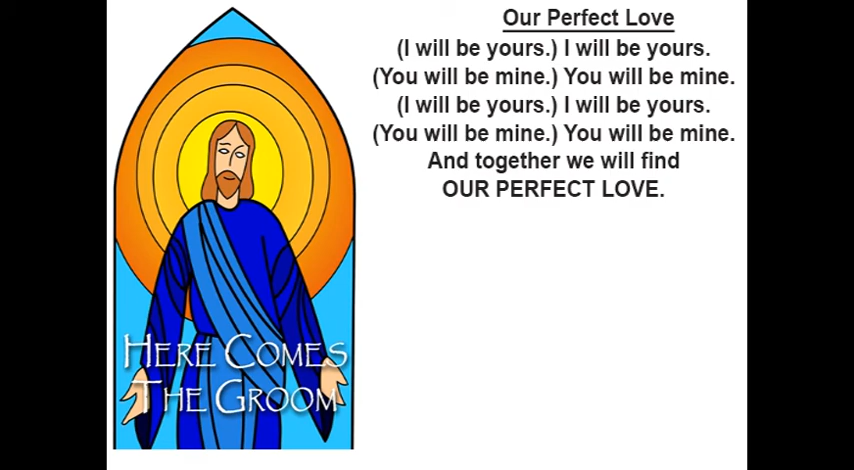 Our Perfect Love
(I will be yours.) I will be yours.
(You will be mine.) You will be mine.
(I will be yours.) I will be yours.
(You will be mine.) You will be mine.
And together we will find
OUR PERFECT LOVE.
HERE COMES
THE GROOM